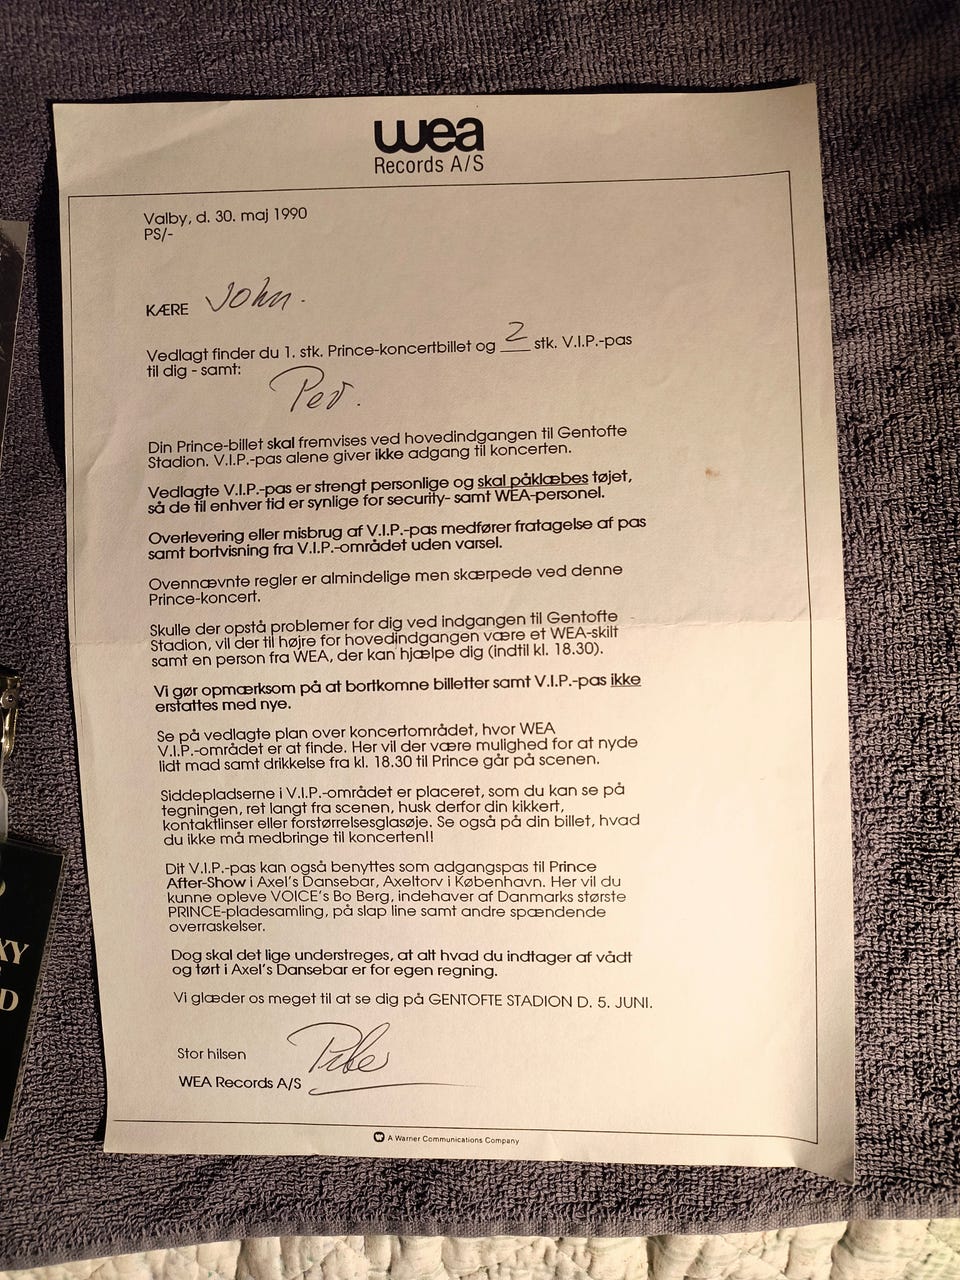 wea
Records A/S
Valby, d. 30. maj 1990
PS/-
KÆRE John.
Vedlagt finder du 1. stk. Prince-koncertbillet og 2 stk. V.I.P.-pas
til dig - samt:
Per.
Din Prince-billet skal fremvises ved hovedindgangen til Gentofte
Stadion. V.I.P.-pas alene giver ikke adgang til koncerten.
Vedlagte V.I.P.-pas er strengt personlige og skal påklæbes tøjet,
så de til enhver tid er synlige for security- samt WEA-personel.
Overlevering eller misbrug af V.I.P.-pas medfører fratagelse af pas
samt bortvisning fra V.I.P.-området uden varsel.
Ovennævnte regler er almindelige men skærpede ved denne
Prince-koncert.
Skulle der opstå problemer for dig ved indgangen til Gentofte
Stadion, vil der til højre for hovedindgangen være et WEA-skilt
samt en person fra WEA, der kan hjælpe dig (indtil kl. 18.30).
Vi gør opmærksom på at bortkomne billetter samt V.I.P.-pas ikke
erstattes med nye.
Se på vedlagte plan over koncertområdet, hvor WEA
V.I.P.-området er at finde. Her vil der være mulighed for at nyde
lidt mad samt drikkelse fra kl. 18.30 til Prince går på scenen.
Siddepladserne i V.I.P.-området er placeret, som du kan se på
tegningen, ret langt fra scenen, husk derfor din kikkert,
kontaktlinser eller forstørrelsesglasøje. Se også på din billet, hvad
du ikke må medbringe til koncerten!!
Dit V.I.P.-pas kan også benyttes som adgangspas til Prince
After-Show i Axel's Dansebar, Axeltorv i København. Her vil du
kunne opleve VOICE's Bo Berg, indehaver af Danmarks største
PRINCE-pladesamling, på slap line samt andre spændende
overraskelser.
Dog skal det lige understreges, at alt hvad du indtager af vådt
og tørt i Axel's Dansebar er for egen regning.
Vi glæder os meget til at se dig på GENTOFTE STADION D. 5. JUNI.
Stor hilsen
WEA Records A/S
A Warner Communications Company
XY
D